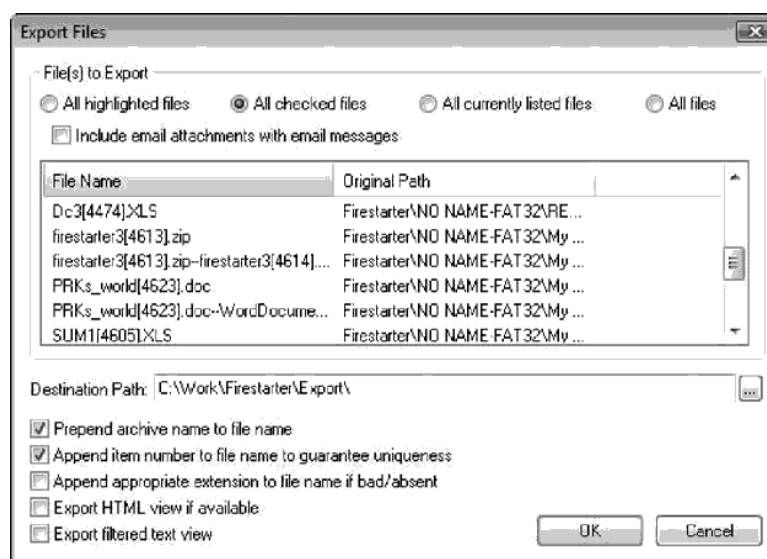 Export Files
File(s) to Export
All highlighted files All checked files All currently listed files All files
Include email attachments with email messages
File Name Original Path
Dc3[4474].XLS Firestarter\NO NAME-FAT32\RE...
firestarter3[4613].zip Firestarter\NO NAME-FAT32\My ...
firestarter3[4613].zip--firestarter3[4614].... Firestarter\NO NAME-FAT32\My ...
PRKs_world[4623].doc Firestarter\NO NAME-FAT32\My ...
PRKs_world[4623].doc--WordDocume... Firestarter\NO NAME-FAT32\My ...
SUM1[4605].XLS Firestarter\NO NAME-FAT32\My ...
Destination Path: C:\Work\Firestarter\Export\ ...
Prepend archive name to file name
Append item number to file name to guarantee uniqueness
Append appropriate extension to file name if bad/absent
Export HTML view if available
Export filtered text view
OK Cancel